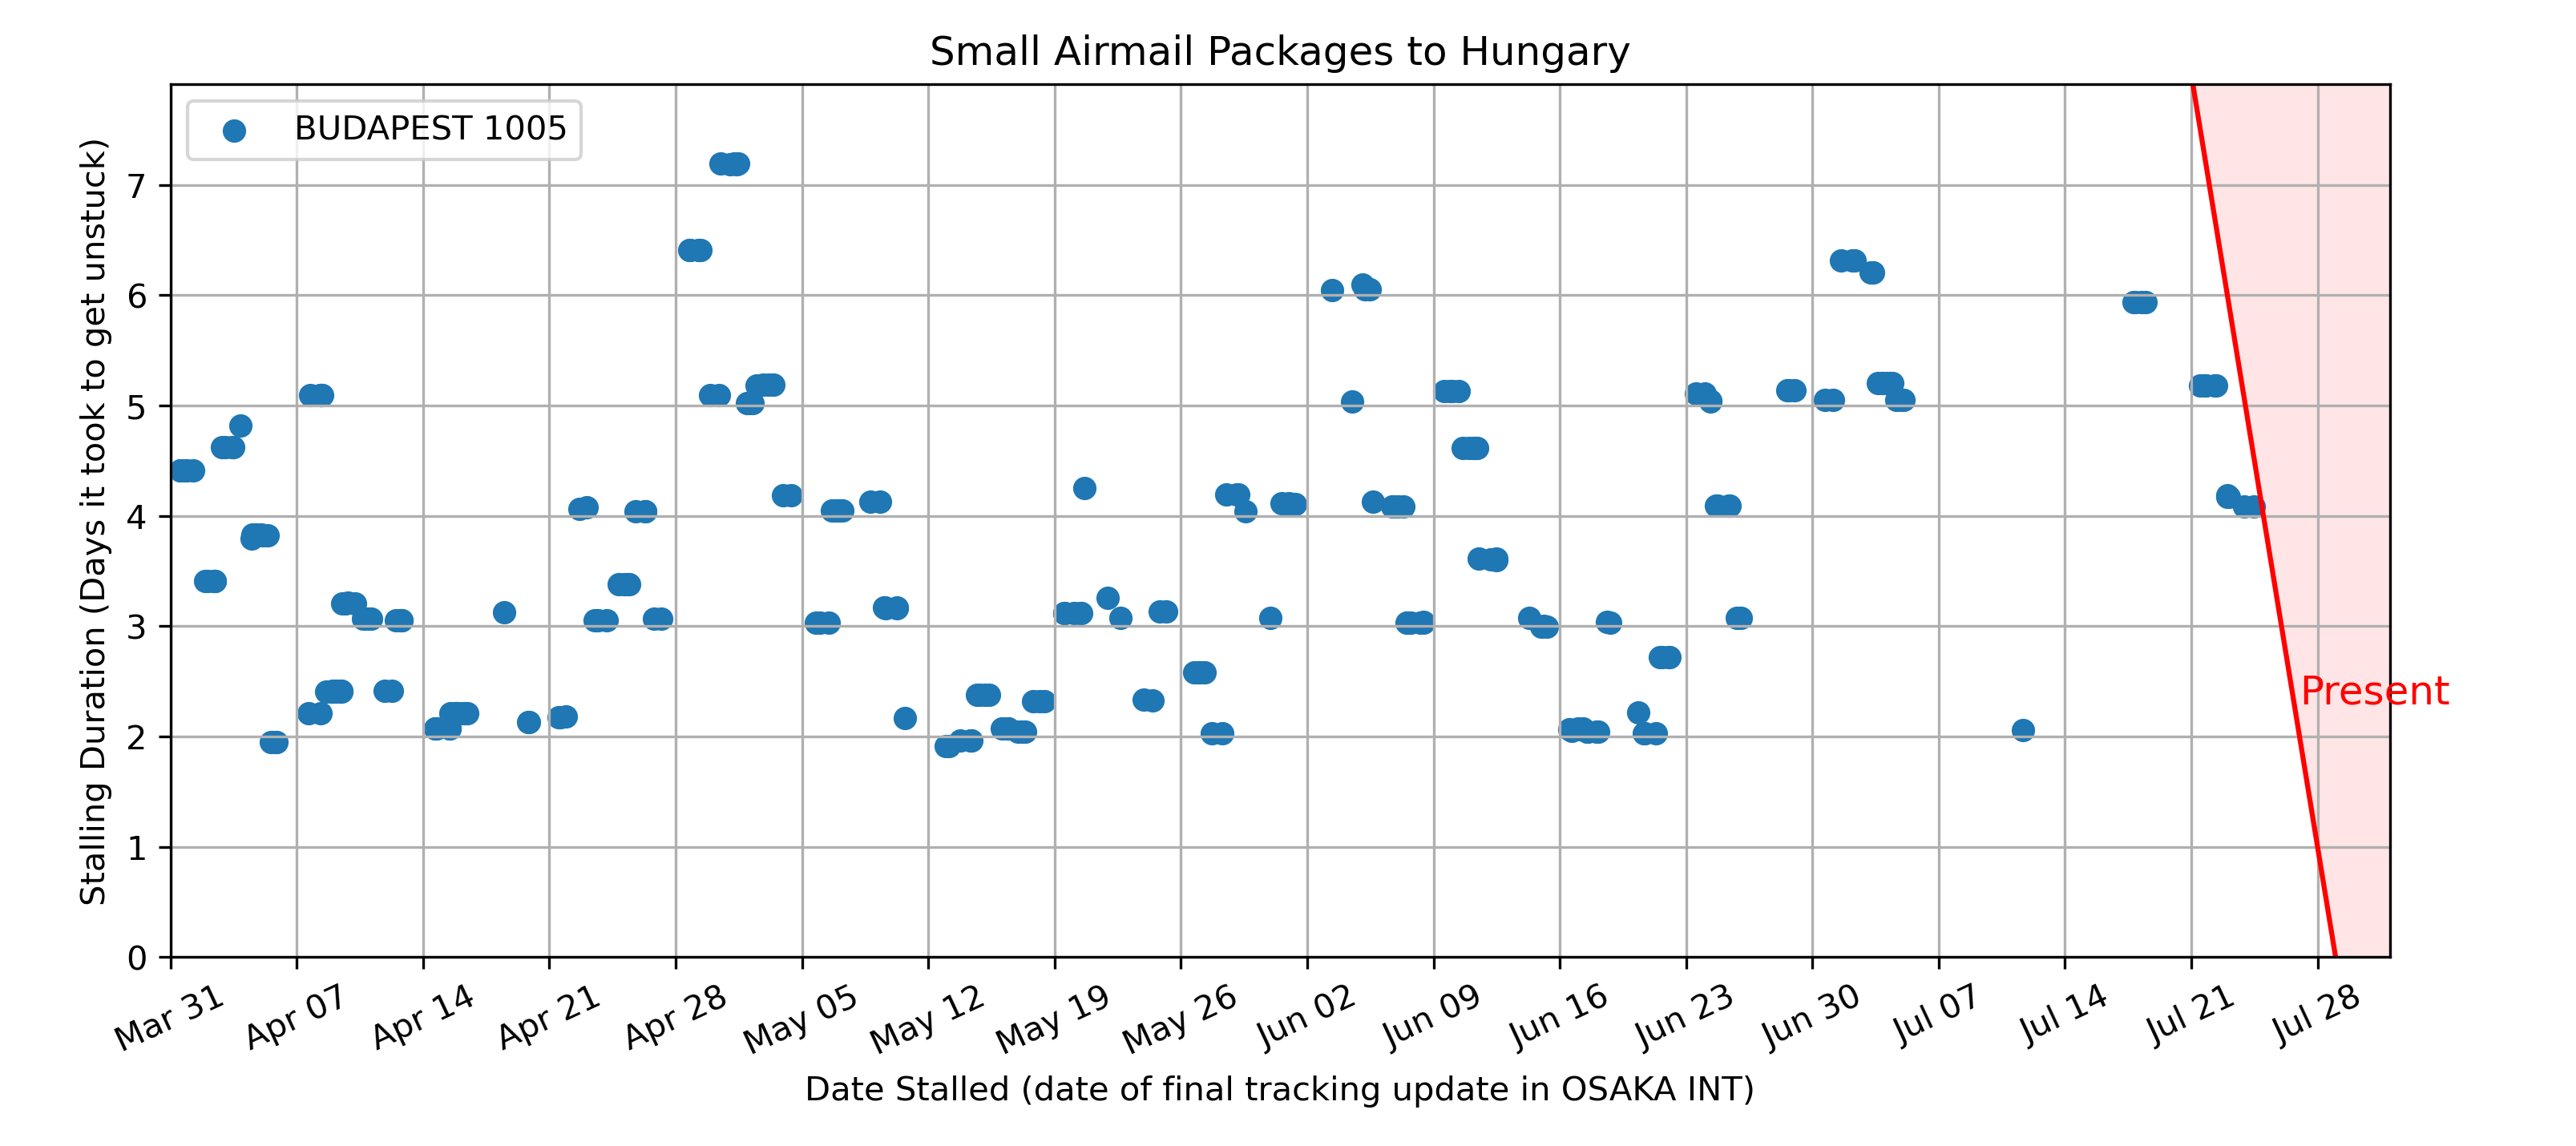 Small Airmail Packages to Hungary
BUDAPEST 1005
Stalling Duration (Days it took to get unstuck)
7
6
5
4
3
2
1
0
Present
Mar 31
Apr 07
Apr 14
Apr 21
Apr 28
May 05
May 12
May 19
May 26
Jun 02
Jun 09
Jun 16
Jun 23
Jun 30
Jul 07
Jul 14
Jul 21
Jul 28
Date Stalled (date of final tracking update in OSAKA INT)